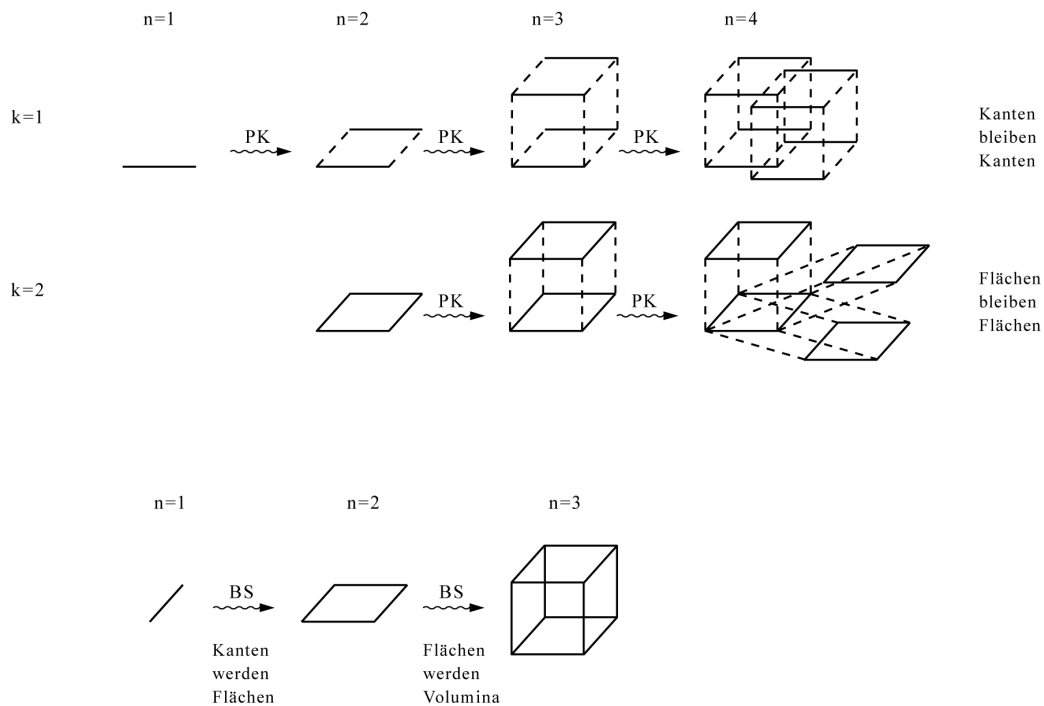 n=1 n=2 n=3 n=4
k=1
PK PK PK
Kanten
bleiben
Kanten
k=2
PK PK
Flächen
bleiben
Flächen
n=1 n=2 n=3
BS BS
Kanten
werden
Flächen
Flächen
werden
Volumina